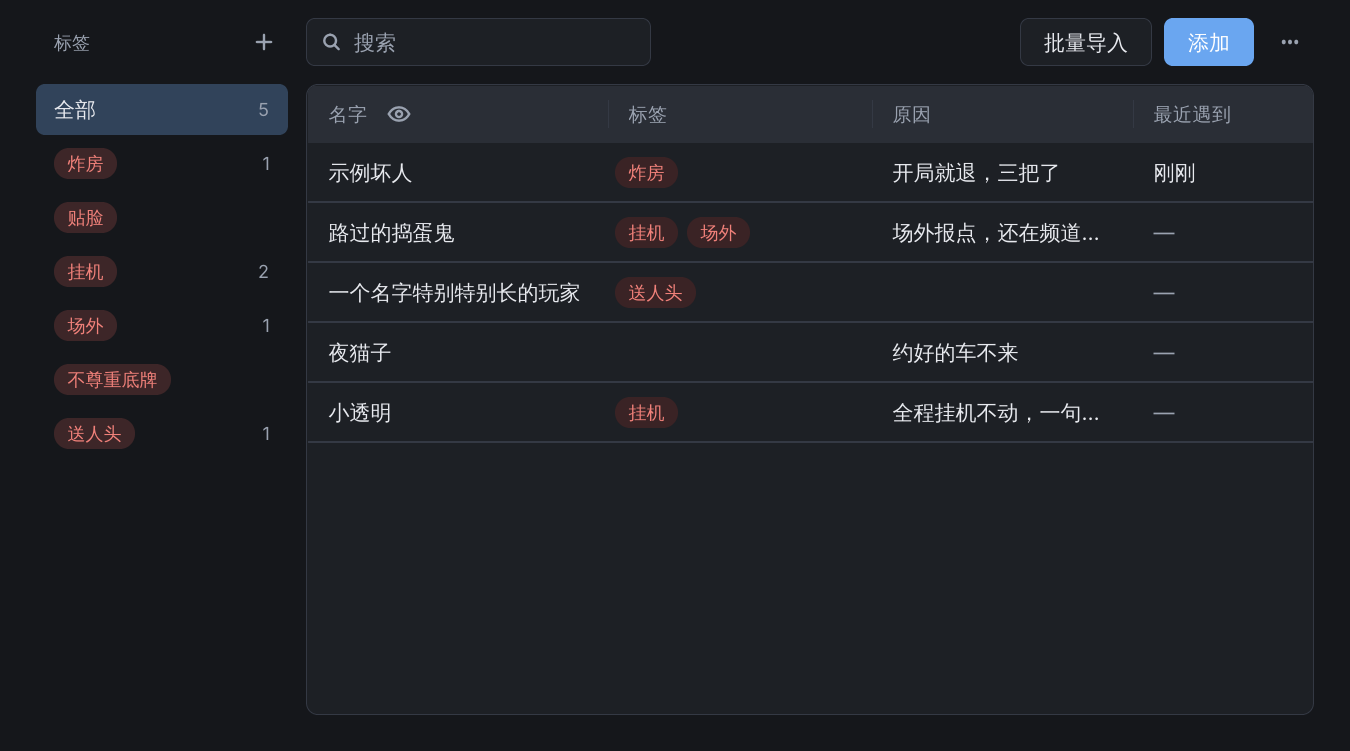 标签
搜索
批量导入
添加
全部 5
炸房 1
贴脸
挂机 2
场外 1
不尊重底牌
送人头 1
名字 标签 原因 最近遇到
示例坏人 炸房 开局就退，三把了 刚刚
路过的捣蛋鬼 挂机 场外 场外报点，还在频道... —
一个名字特别特别长的玩家 送人头 —
夜猫子 约好的车不来 —
小透明 挂机 全程挂机不动，一句... —